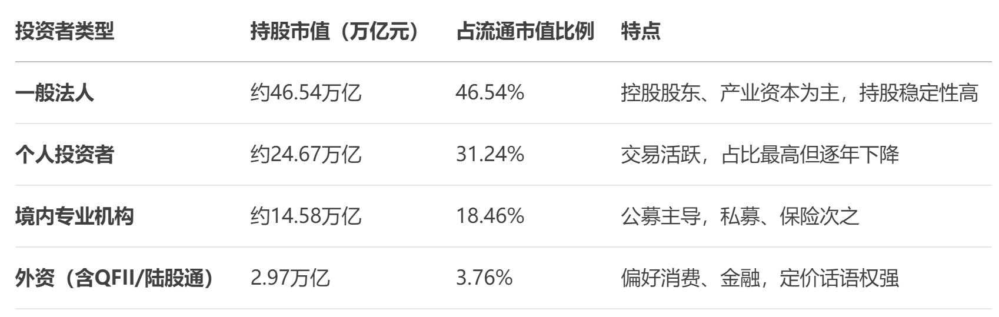 投资者类型 持股市值（万亿元） 占流通市值比例 特点
一般法人 约46.54万亿 46.54% 控股股东、产业资本为主，持股稳定性高
个人投资者 约24.67万亿 31.24% 交易活跃，占比最高但逐年下降
境内专业机构 约14.58万亿 18.46% 公募主导，私募、保险次之
外资（含QFII/陆股通） 2.97万亿 3.76% 偏好消费、金融，定价话语权强